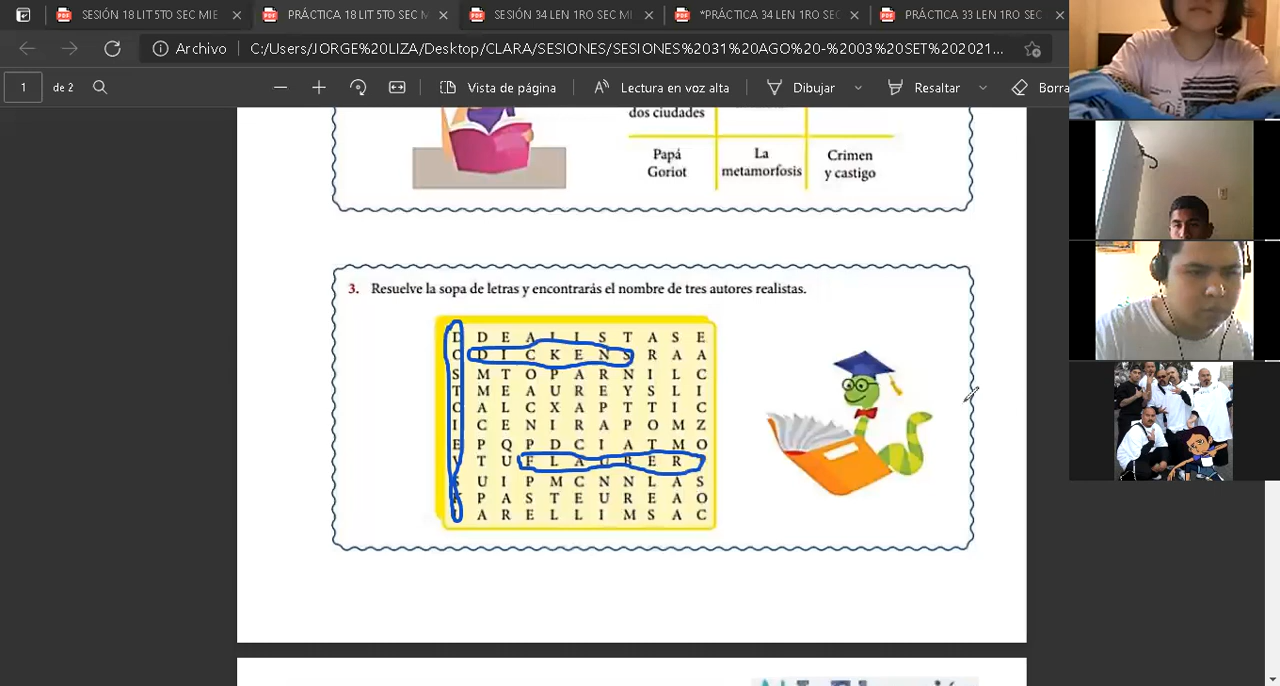 SESIÓN 18 LIT 5TO SEC MIE
PRÁCTICA 18 LIT 5TO SEC M
SESIÓN 34 LEN 1RO SEC MI
*PRÁCTICA 34 LEN 1RO SEC
PRÁCTICA 33 LEN 1RO SEC
Archivo C:/Users/JORGE%20LIZA/Desktop/CLARA/SESIONES/SESIONES%2031%20AGO%20-%2003%20SET%202021...
1 de 2 Vista de página Lectura en voz alta Dibujar Resaltar Borra
dos ciudades
Papá Goriot
La metamorfosis
Crimen y castigo
3. Resuelve la sopa de letras y encontrarás el nombre de tres autores realistas.
D D E A L I S T A S E
O D I C K E N S R A A
S M T O P A R N I L C
T M E A U R E Y S L I
O A L C X A P T T I C
I C E N I R A P O M Z
E P Q P D C I A T M O
V T U F L A U B E R T
S U I P M C N N L A S
K P A S T E U R E A O
A R E L L I M S A C